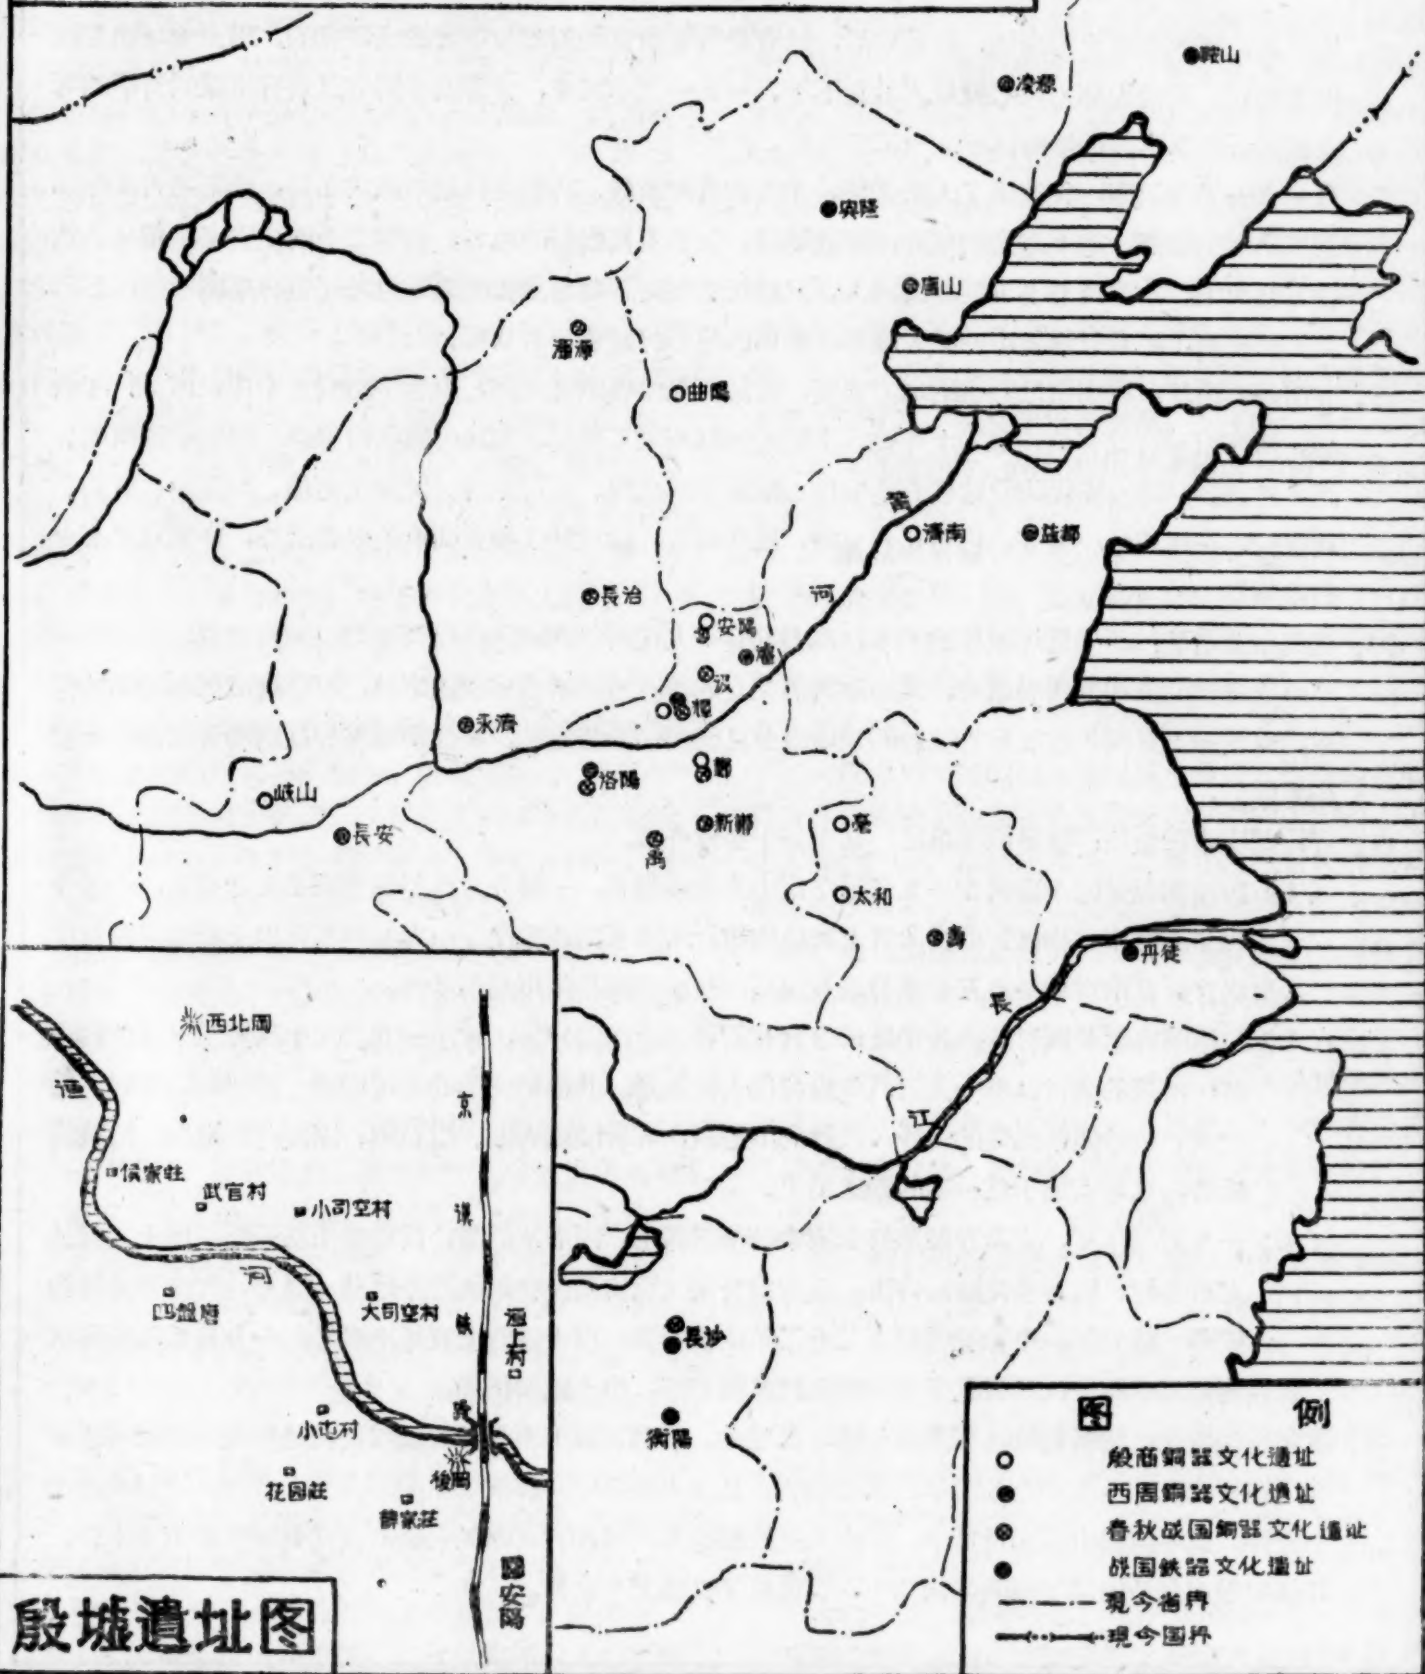 鞍山
凌源
興隆
唐山
渾源
曲陽
黃
河
濟南
益都
長治
安陽
汲
永濟
洛陽
新鄭
禹
岐山
長安
亳
太和
壽
丹徒
長
江
長沙
衡陽
西北岡
洹
河
侯家莊
武官村
小司空村
四盤磨
大司空村
小屯村
花园莊
薛家莊
後岡
京
漢
鉄
路
洹上村
安陽
殷墟遺址图
图 例
殷商銅器文化遺址
西周銅器文化遺址
春秋战国銅器文化遺址
战国鉄器文化遺址
現今省界
現今国界